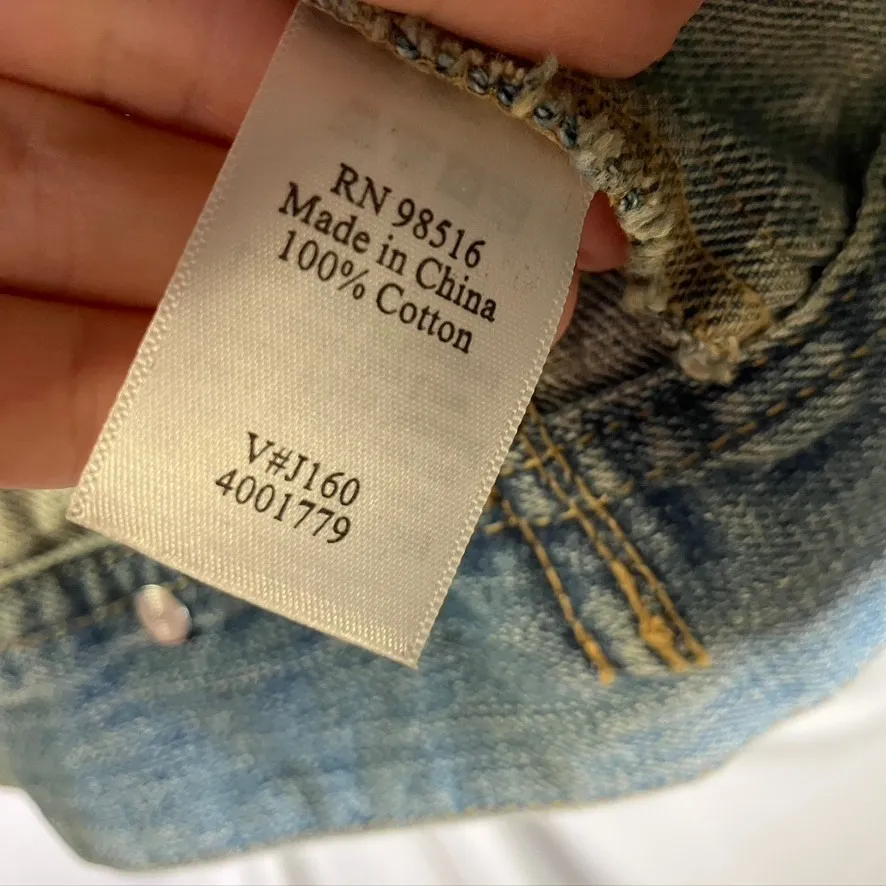 RN 98516
Made in China
100% Cotton
V#J160
4001779